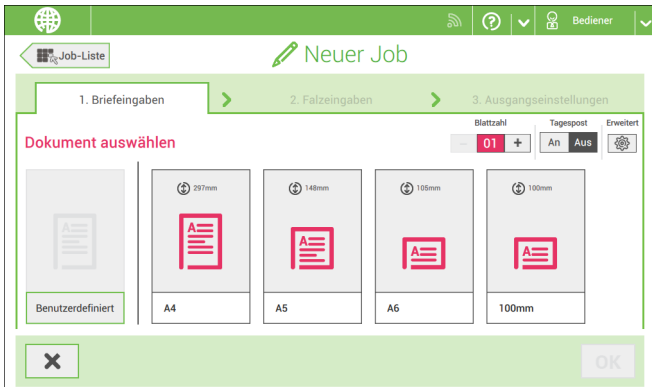 Bediener
Job-Liste
Neuer Job
1. Briefeingaben
2. Falzeingaben
3. Ausgangseinstellungen
Dokument auswählen
Blattzahl
Tagespost
Erweitert
01
An
Aus
297mm
148mm
105mm
100mm
Benutzerdefiniert
A4
A5
A6
100mm
OK